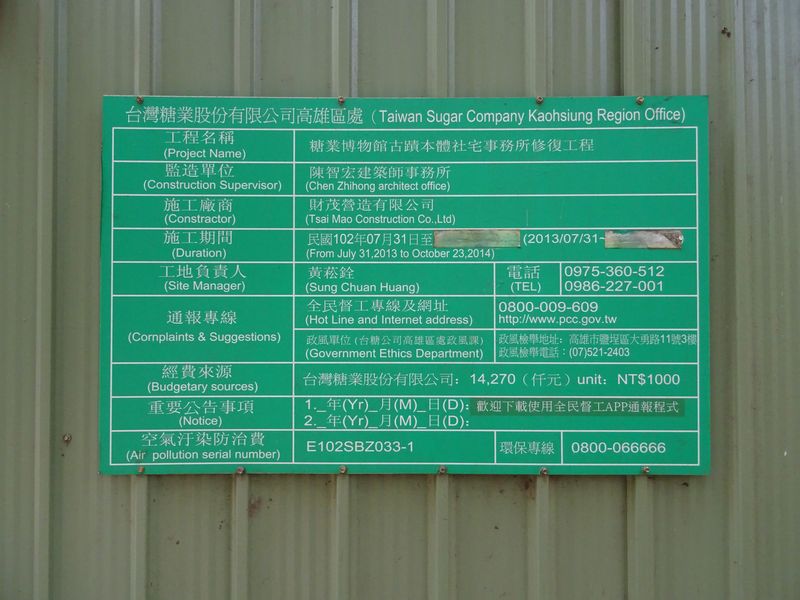 台灣糖業股份有限公司高雄區處（Taiwan Sugar Company Kaohsiung Region Office)
工程名稱
(Project Name)
糖業博物館古蹟本體社宅事務所修復工程
監造單位
(Construction Supervisor)
陳智宏建築師事務所
(Chen Zhihong architect office)
施工廠商
(Constractor)
財茂營造有限公司
(Tsai Mao Construction Co.,Ltd)
施工期間
(Duration)
民國102年07月31日至 (2013/07/31~ )
(From July 31,2013 to October 23,2014)
工地負責人
(Site Manager)
黃菘銓
(Sung Chuan Huang)
電話
(TEL)
0975-360-512
0986-227-001
通報專線
(Cornplaints & Suggestions)
全民督工專線及網址
(Hot Line and Internet address)
0800-009-609
http://www.pcc.gov.tw
政風單位(台糖公司高雄區處政風課)
(Government Ethics Department)
政風檢舉地址：高雄市鹽埕區大勇路11號3樓
政風檢舉電話：(07)521-2403
經費來源
(Budgetary sources)
台灣糖業股份有限公司：14,270（仟元）unit：NT$1000
重要公告事項
(Notice)
1._年(Yr)_月(M)_日(D)：歡迎下載使用全民督工APP通報程式
2._年(Yr)_月(M)_日(D)：
空氣汙染防治費
(Air pollution serial number)
E102SBZ033-1
環保專線
0800-066666